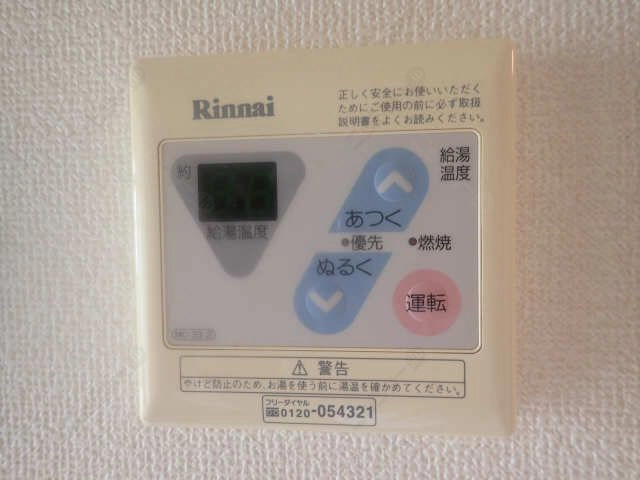 Rinnai
正しく安全にお使いいただく
ためにご使用の前に必ず取扱
説明書をよくお読みください。
約
給湯温度
給湯
温度
あつく
優先
燃焼
ぬるく
運転
⚠ 警告
やけど防止のため、お湯を使う前に湯温を確かめてください。
フリーダイヤル
0120-054321